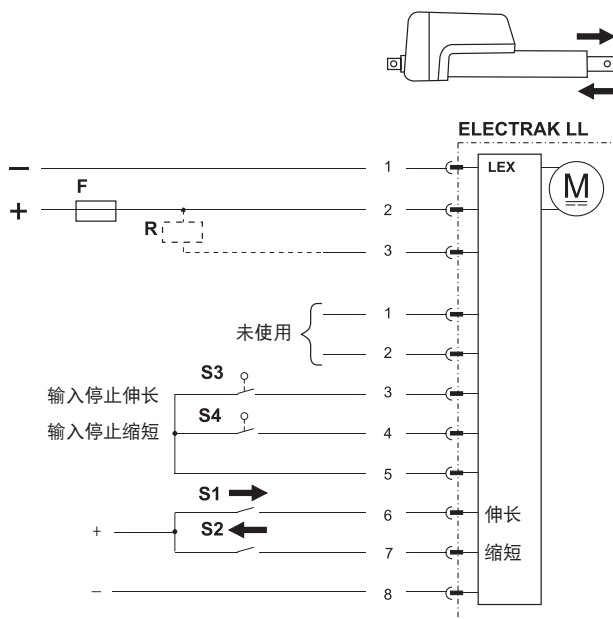 ELECTRAK LL
− 1 LEX M
F
+ 2
R
3
1
未使用
2
S3
输入停止伸长 3
S4
输入停止缩短 4
5
S1
6 伸长
+ S2
7 缩短
− 8